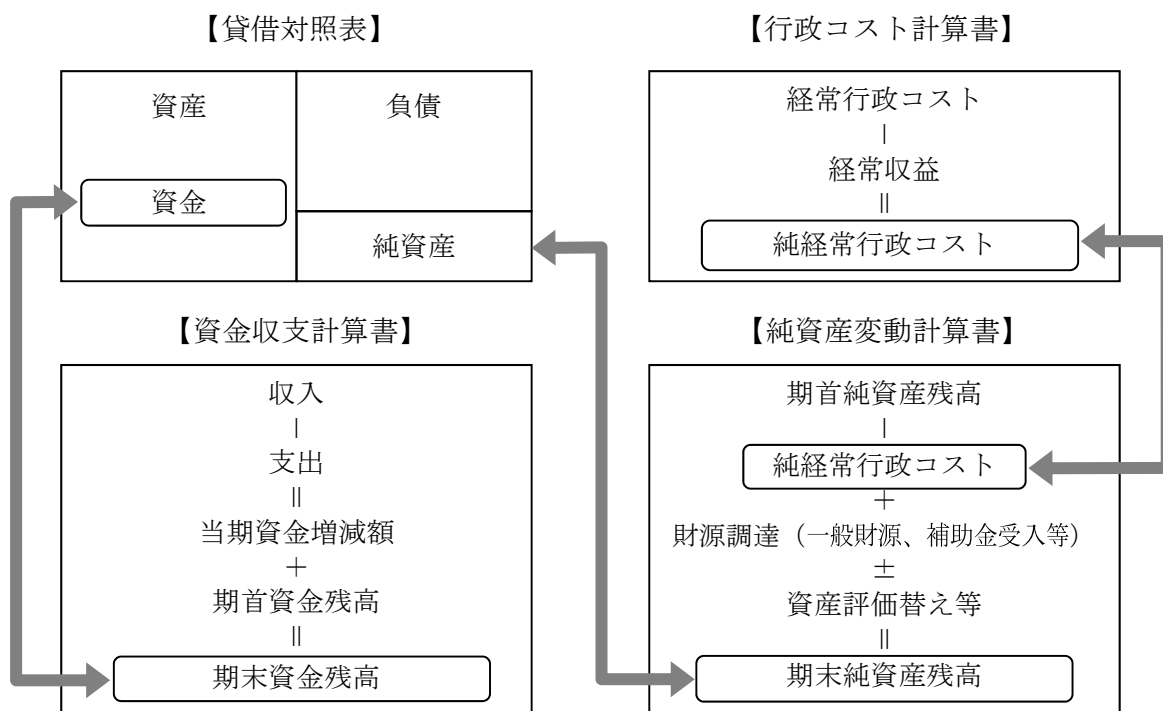 【貸借対照表】
資産
資金
負債
純資産
【行政コスト計算書】
経常行政コスト
－
経常収益
＝
純経常行政コスト
【資金収支計算書】
収入
－
支出
＝
当期資金増減額
＋
期首資金残高
＝
期末資金残高
【純資産変動計算書】
期首純資産残高
－
純経常行政コスト
＋
財源調達（一般財源、補助金受入等）
±
資産評価替え等
＝
期末純資産残高